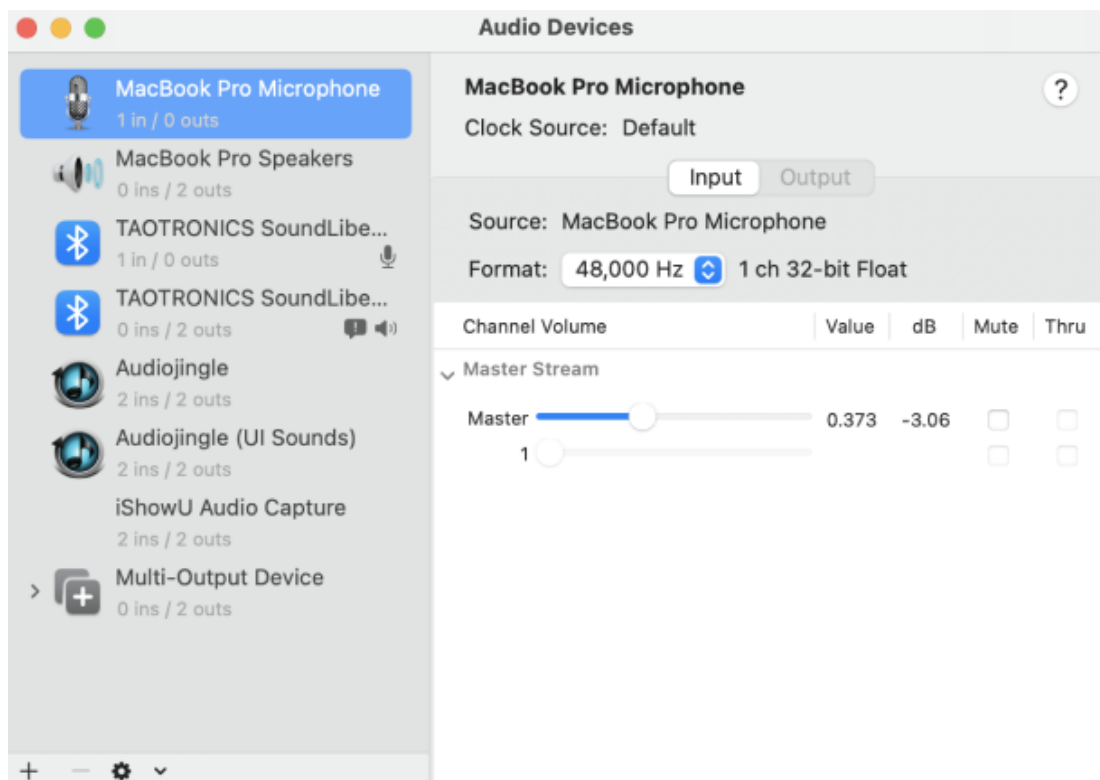 Audio Devices
MacBook Pro Microphone
1 in / 0 outs
MacBook Pro Speakers
0 ins / 2 outs
TAOTRONICS SoundLibe...
1 in / 0 outs
TAOTRONICS SoundLibe...
0 ins / 2 outs
Audiojingle
2 ins / 2 outs
Audiojingle (UI Sounds)
2 ins / 2 outs
iShowU Audio Capture
2 ins / 2 outs
Multi-Output Device
0 ins / 2 outs
MacBook Pro Microphone
?
Clock Source: Default
Input Output
Source: MacBook Pro Microphone
Format: 48,000 Hz 1 ch 32-bit Float
Channel Volume Value dB Mute Thru
Master Stream
Master 0.373 -3.06
1